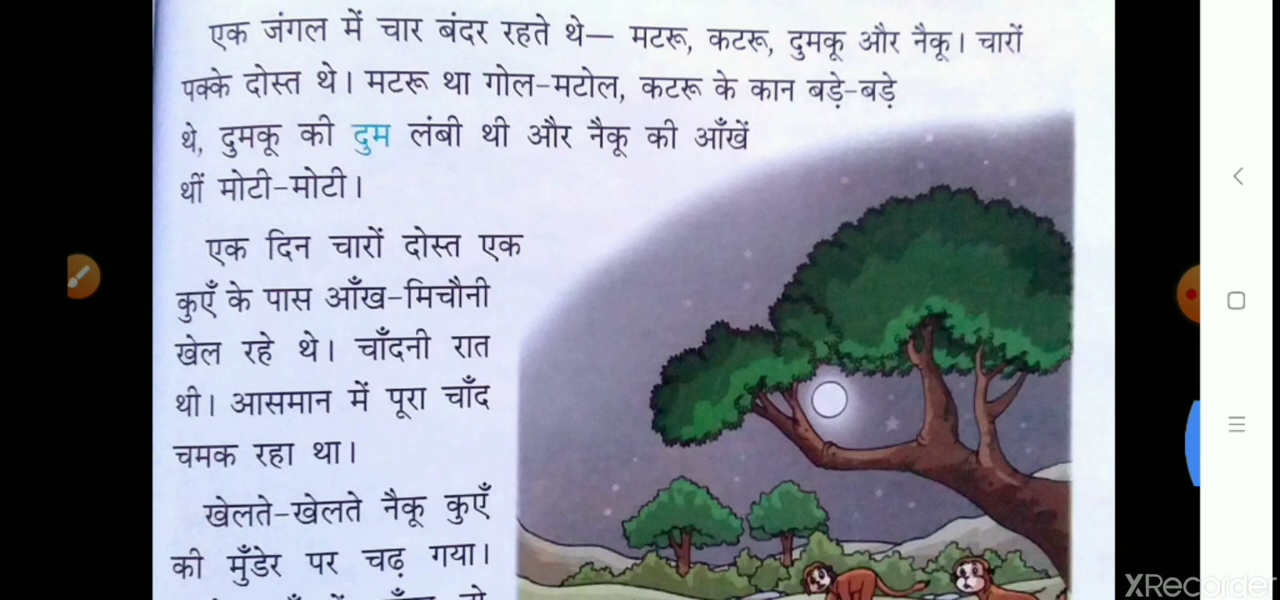 एक जंगल में चार बंदर रहते थे— मटरू, कटरू, दुमकू और नैकू। चारों
पक्के दोस्त थे। मटरू था गोल-मटोल, कटरू के कान बड़े-बड़े
थे, दुमकू की दुम लंबी थी और नैकू की आँखें
थीं मोटी-मोटी।
एक दिन चारों दोस्त एक
कुएँ के पास आँख-मिचौनी
खेल रहे थे। चाँदनी रात
थी। आसमान में पूरा चाँद
चमक रहा था।
खेलते-खेलते नैकू कुएँ
की मुँडेर पर चढ़ गया।
XRecorder